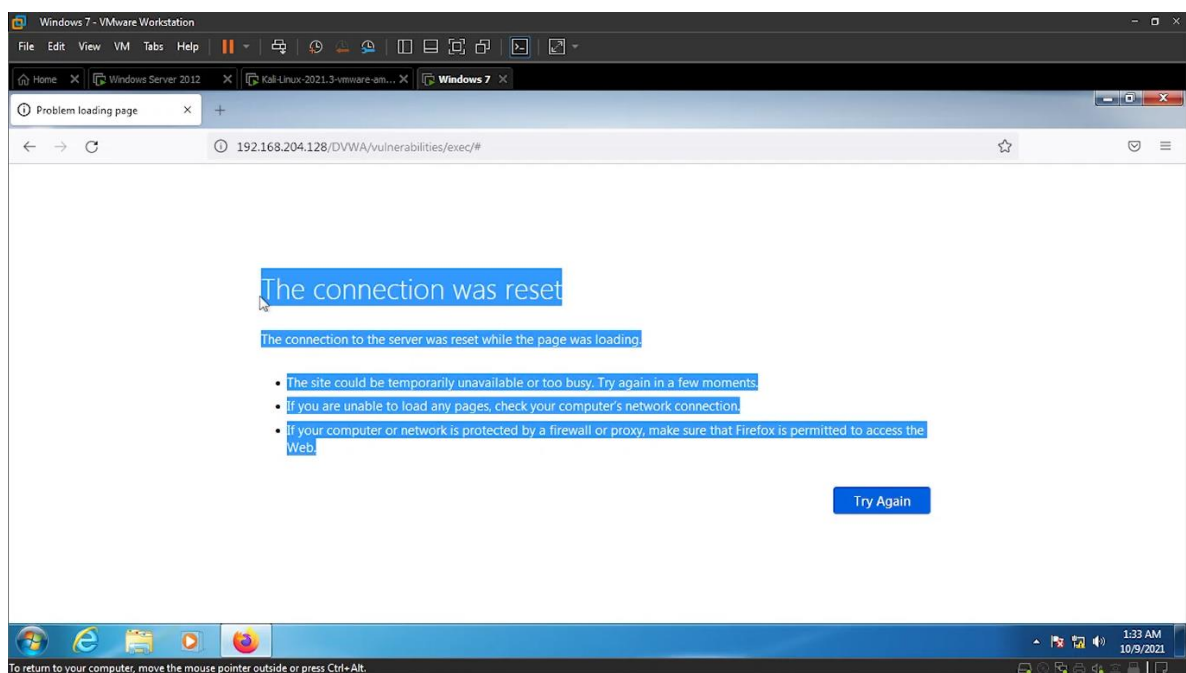 Windows 7 - VMware Workstation
File Edit View VM Tabs Help
Home Windows Server 2012 Kali-Linux-2021.3-vmware-am... Windows 7
Problem loading page
192.168.204.128/DVWA/vulnerabilities/exec/#
The connection was reset
The connection to the server was reset while the page was loading.
The site could be temporarily unavailable or too busy. Try again in a few moments.
If you are unable to load any pages, check your computer's network connection.
If your computer or network is protected by a firewall or proxy, make sure that Firefox is permitted to access the
Web.
Try Again
1:33 AM
10/9/2021
To return to your computer, move the mouse pointer outside or press Ctrl+Alt.